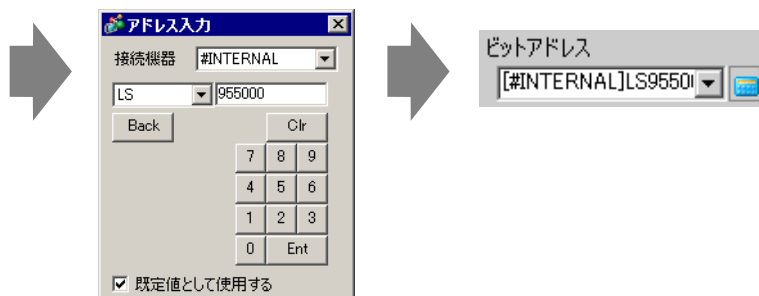 アドレス入力
接続機器 #INTERNAL
LS 955000
Back Clr
7 8 9
4 5 6
1 2 3
0 Ent
既定値として使用する
ビットアドレス
[#INTERNAL]LS9550